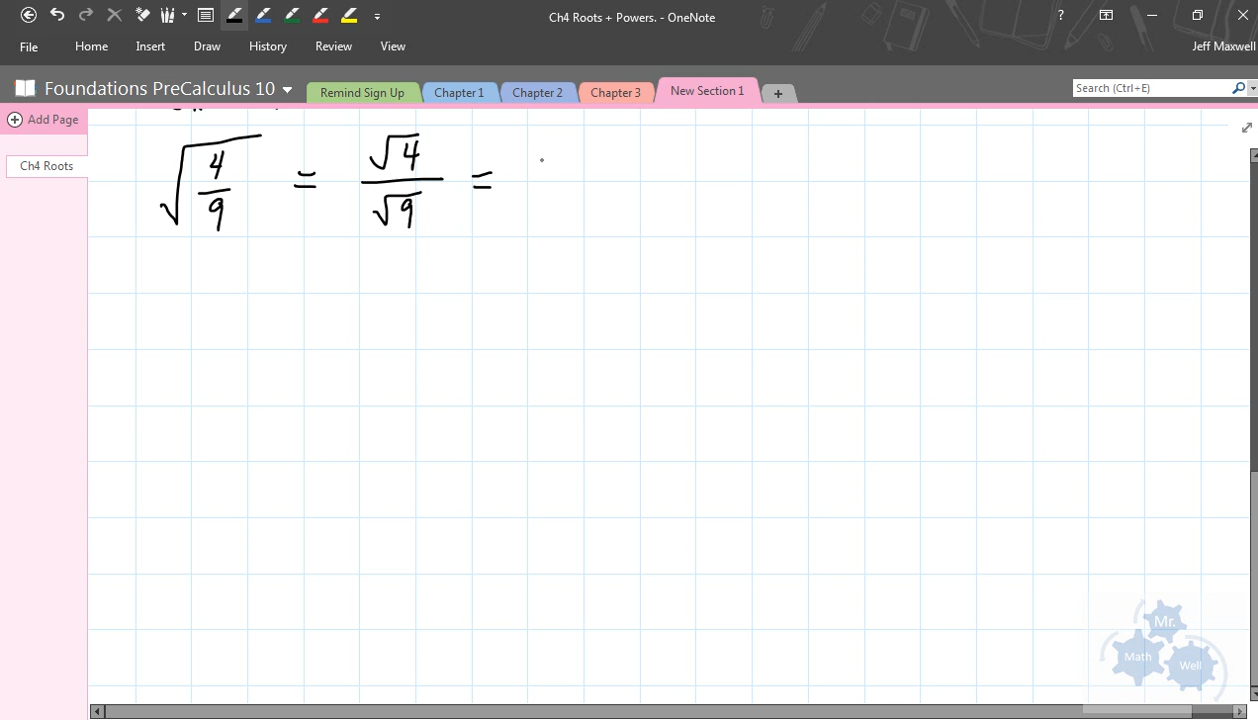 Ch4 Roots + Powers. - OneNote
?
File Home Insert Draw History Review View
Jeff Maxwell
Foundations PreCalculus 10
Remind Sign Up Chapter 1 Chapter 2 Chapter 3 New Section 1 +
Search (Ctrl+E)
Add Page
Ch4 Roots
√(4/9) = √4/√9 =
Mr.
Math
Well